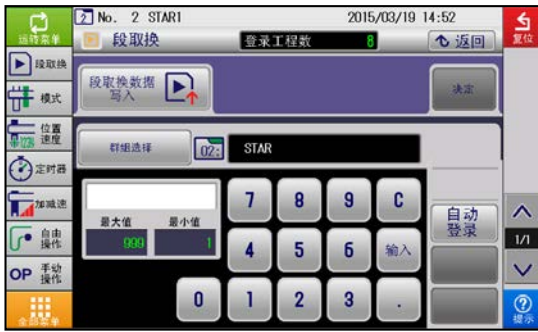 2 No. 2 STAR1 2015/03/19 14:52
运转菜单
段取换
登录工程数 8
返回
复位
段取换
段取换数据
写入
决定
模式
位置
速度
群组选择
02:
STAR
定时器
最大值 最小值
999 1
7 8 9 C
加减速
自动
登录
自由
操作
4 5 6 输入
1/1
OP 手动
操作
0 1 2 3 .
全部菜单
提示